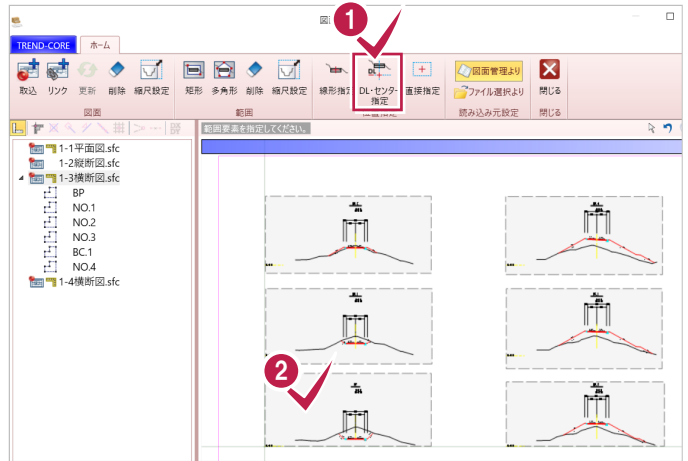 図
1
TREND-CORE ホーム
取込 リンク 更新 削除 縮尺設定 矩形 多角形 削除 縮尺設定 線形指定 DL・センター指定 直接指定 図面管理より ファイル選択より 閉じる
図面 範囲 位置指定 読み込み元設定 閉じる
範囲要素を指定してください。
1-1平面図.sfc
1-2縦断図.sfc
1-3横断図.sfc
BP
NO.1
NO.2
NO.3
BC.1
NO.4
1-4横断図.sfc
2